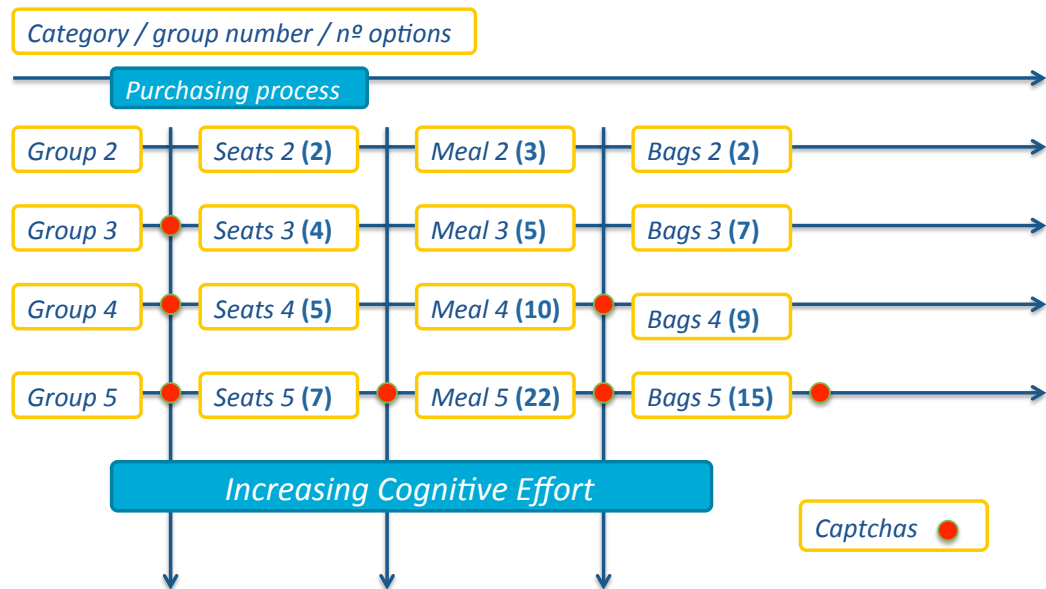 Category / group number / nº options
Purchasing process
Group 2
Seats 2 (2)
Meal 2 (3)
Bags 2 (2)
Group 3
Seats 3 (4)
Meal 3 (5)
Bags 3 (7)
Group 4
Seats 4 (5)
Meal 4 (10)
Bags 4 (9)
Group 5
Seats 5 (7)
Meal 5 (22)
Bags 5 (15)
Increasing Cognitive Effort
Captchas